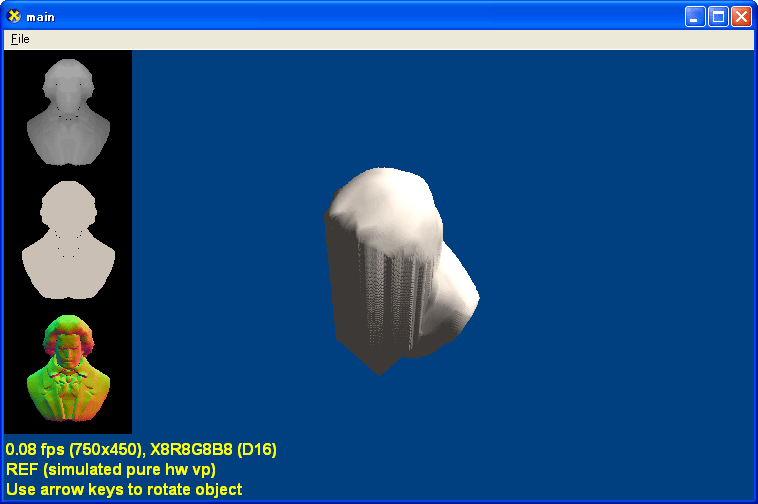 main
File
0.08 fps (750x450), X8R8G8B8 (D16)
REF (simulated pure hw vp)
Use arrow keys to rotate object